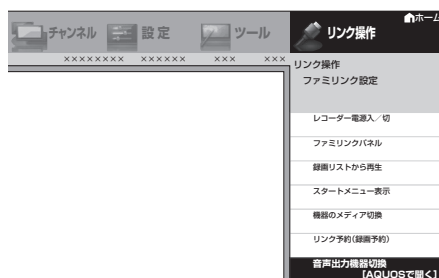 ホーム
チャンネル 設定 ツール リンク操作
×××××××× ×××××× ××× ×××
リンク操作
ファミリンク設定
レコーダー電源入／切
ファミリンクパネル
録画リストから再生
スタートメニュー表示
機器のメディア切換
リンク予約(録画予約)
音声出力機器切換
[AQUOSで聞く]